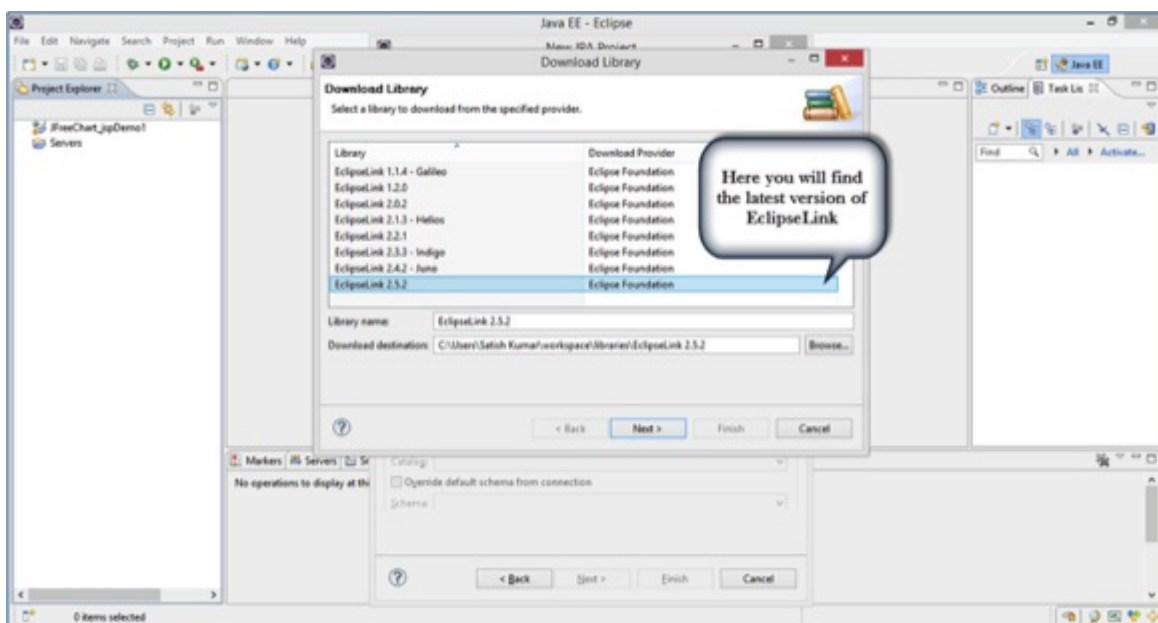 Java EE - Eclipse
File Edit Navigate Search Project Run Window Help
New JPA Project
Download Library
Java EE
Project Explorer
Outline Task Lis
JFreeChart_jspDemo1
Servers
Find All Activate...
Download Library
Select a library to download from the specified provider.
Library Download Provider
EclipseLink 1.1.4 - Galileo Eclipse Foundation
EclipseLink 1.2.0 Eclipse Foundation
EclipseLink 2.0.2 Eclipse Foundation
EclipseLink 2.1.3 - Helios Eclipse Foundation
EclipseLink 2.2.1 Eclipse Foundation
EclipseLink 2.3.3 - Indigo Eclipse Foundation
EclipseLink 2.4.2 - Juno Eclipse Foundation
EclipseLink 2.5.2 Eclipse Foundation
Here you will find
the latest version of
EclipseLink
Library name: EclipseLink 2.5.2
Download destination: C:\Users\Satish Kumar\workspace\libraries\EclipseLink 2.5.2 Browse...
< Back Next > Finish Cancel
Markers Servers
No operations to display at thi
Catalog:
Override default schema from connection
Schema:
< Back Next > Finish Cancel
0 items selected